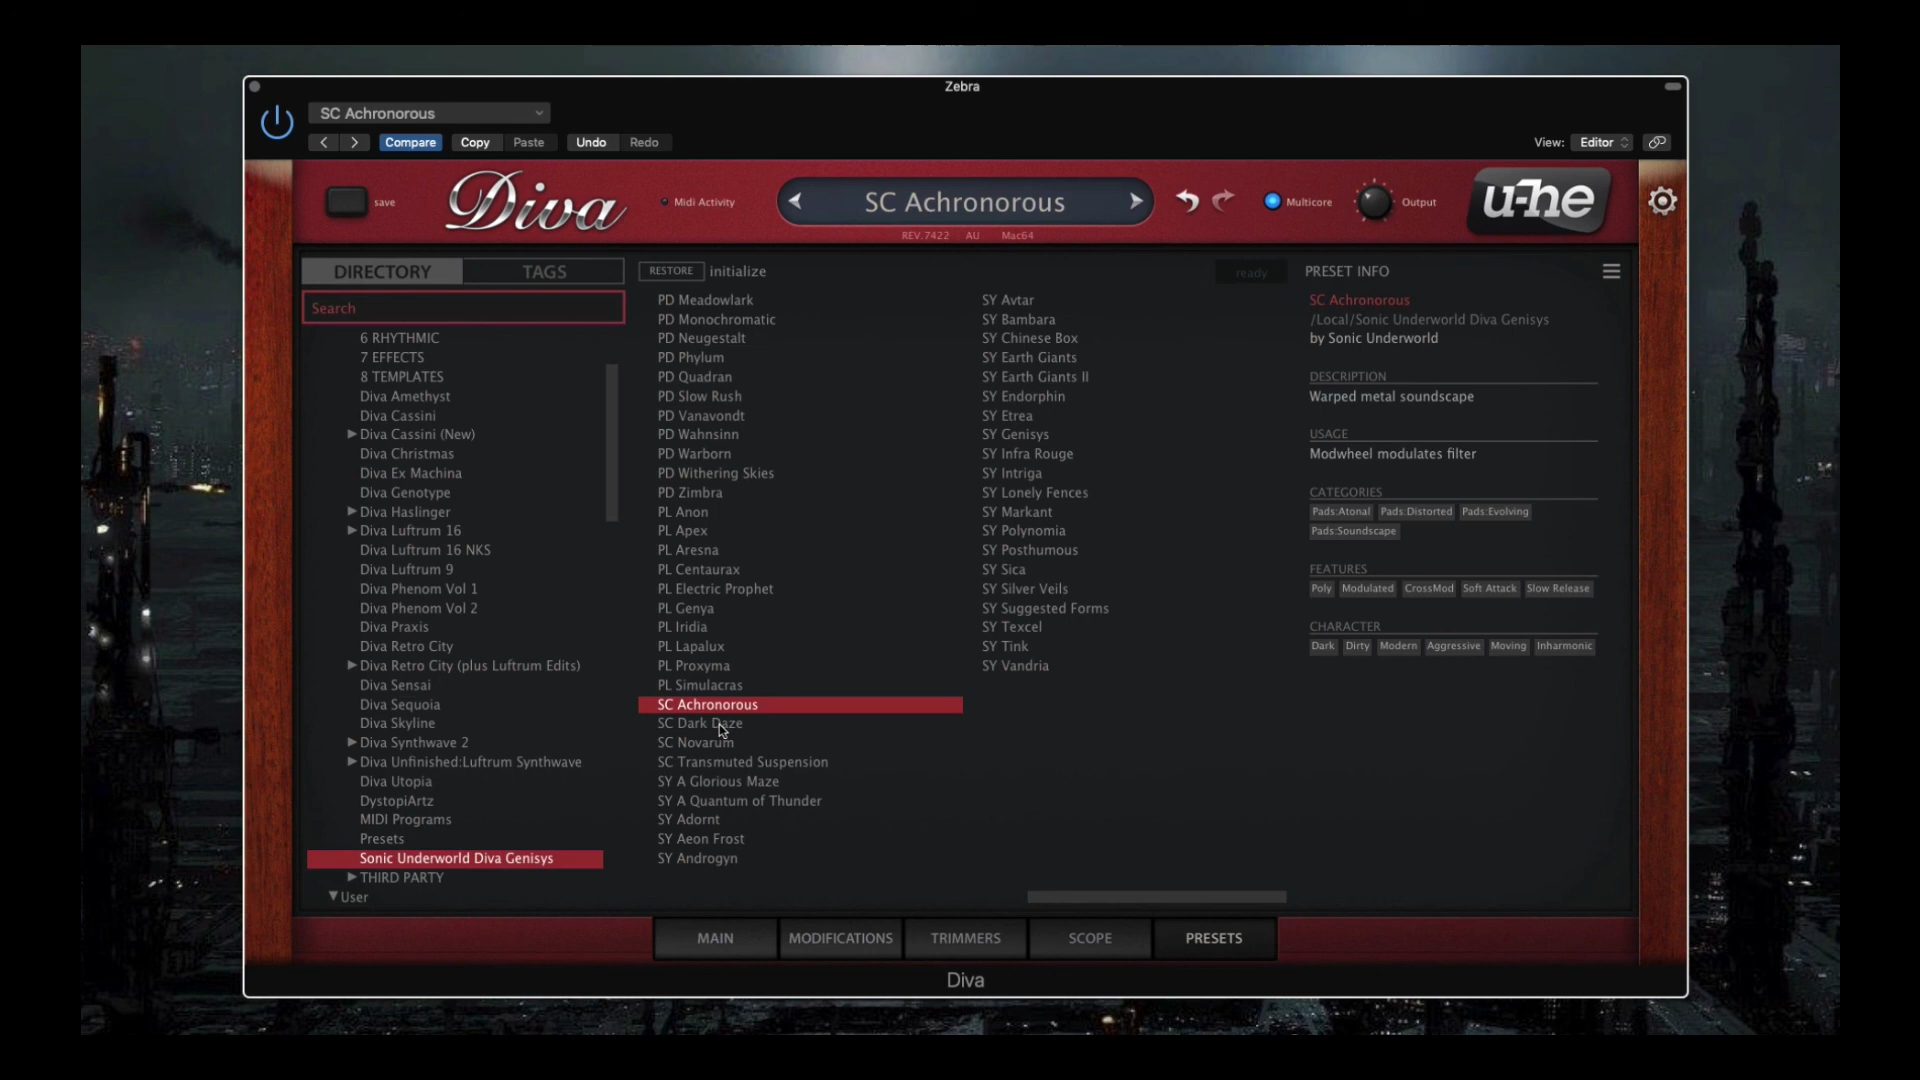 Zebra
SC Achronorous
Compare Copy Paste Undo Redo
View: Editor
save
Diva
Midi Activity
SC Achronorous
Multicore
Output
u-he
REV.7422 AU Mac64
DIRECTORY TAGS
Search
6 RHYTHMIC
7 EFFECTS
8 TEMPLATES
Diva Amethyst
Diva Cassini
Diva Cassini (New)
Diva Christmas
Diva Ex Machina
Diva Genotype
Diva Haslinger
Diva Luftrum 16
Diva Luftrum 16 NKS
Diva Luftrum 9
Diva Phenom Vol 1
Diva Phenom Vol 2
Diva Praxis
Diva Retro City
Diva Retro City (plus Luftrum Edits)
Diva Sensai
Diva Sequoia
Diva Skyline
Diva Synthwave 2
Diva Unfinished:Luftrum Synthwave
Diva Utopia
DystopiArtz
MIDI Programs
Presets
Sonic Underworld Diva Genisys
THIRD PARTY
User
RESTORE initialize
ready
PD Meadowlark
PD Monochromatic
PD Neugestalt
PD Phylum
PD Quadran
PD Slow Rush
PD Vanavondt
PD Wahnsinn
PD Warborn
PD Withering Skies
PD Zimbra
PL Anon
PL Apex
PL Aresna
PL Centaurax
PL Electric Prophet
PL Genya
PL Iridia
PL Lapalux
PL Proxyma
PL Simulacras
SC Achronorous
SC Dark Daze
SC Novarum
SC Transmuted Suspension
SY A Glorious Maze
SY A Quantum of Thunder
SY Adornt
SY Aeon Frost
SY Androgyn
SY Avtar
SY Bambara
SY Chinese Box
SY Earth Giants
SY Earth Giants II
SY Endorphin
SY Etrea
SY Genisys
SY Infra Rouge
SY Intriga
SY Lonely Fences
SY Markant
SY Polynomia
SY Posthumous
SY Sica
SY Silver Veils
SY Suggested Forms
SY Texcel
SY Tink
SY Vandria
PRESET INFO
SC Achronorous
/Local/Sonic Underworld Diva Genisys
by Sonic Underworld
DESCRIPTION
Warped metal soundscape
USAGE
Modwheel modulates filter
CATEGORIES
Pads:Atonal Pads:Distorted Pads:Evolving
Pads:Soundscape
FEATURES
Poly Modulated CrossMod Soft Attack Slow Release
CHARACTER
Dark Dirty Modern Aggressive Moving Inharmonic
MAIN MODIFICATIONS TRIMMERS SCOPE PRESETS
Diva